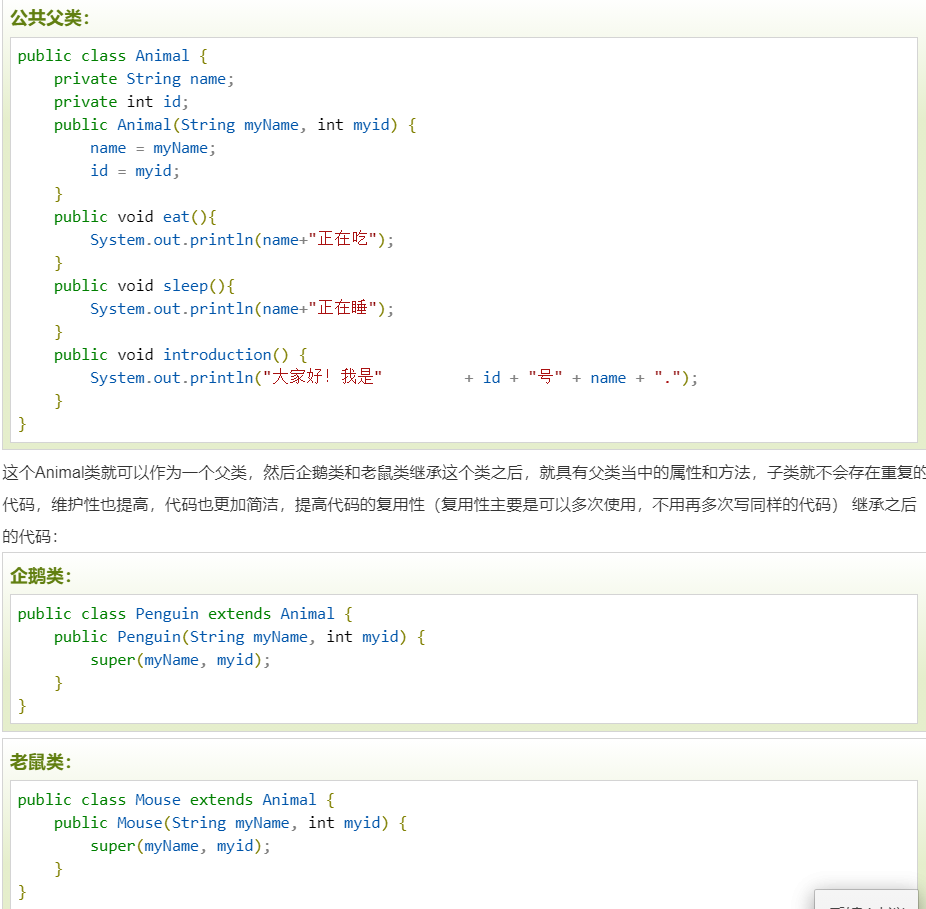 公共父类：
public class Animal {
    private String name;
    private int id;
    public Animal(String myName, int myid) {
        name = myName;
        id = myid;
    }
    public void eat(){
        System.out.println(name+"正在吃");
    }
    public void sleep(){
        System.out.println(name+"正在睡");
    }
    public void introduction() {
        System.out.println("大家好！我是"         + id + "号" + name + ".");
    }
}
这个Animal类就可以作为一个父类，然后企鹅类和老鼠类继承这个类之后，就具有父类当中的属性和方法，子类就不会存在重复的
代码，维护性也提高，代码也更加简洁，提高代码的复用性（复用性主要是可以多次使用，不用再多次写同样的代码） 继承之后
的代码：
企鹅类：
public class Penguin extends Animal {
    public Penguin(String myName, int myid) {
        super(myName, myid);
    }
}
老鼠类：
public class Mouse extends Animal {
    public Mouse(String myName, int myid) {
        super(myName, myid);
    }
}